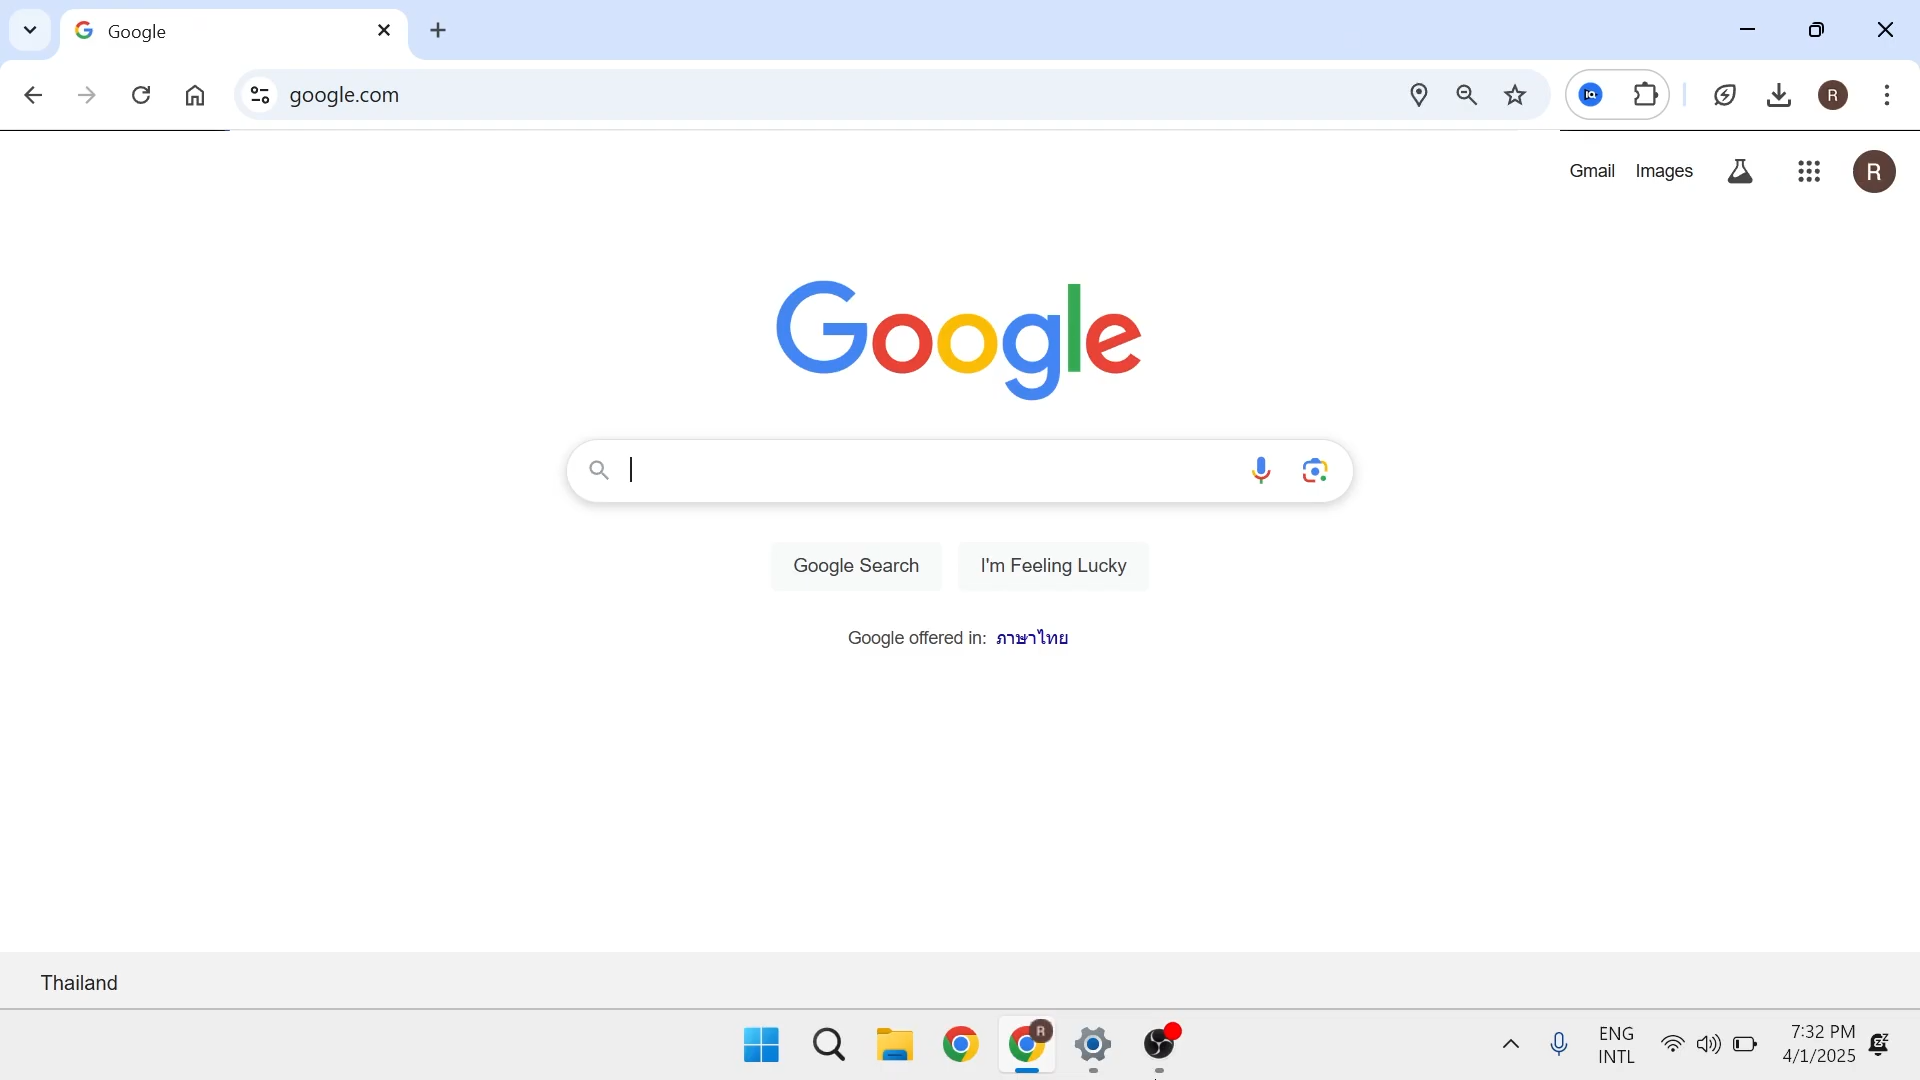 Google
google.com
R
Gmail Images
R
Google
Google Search I'm Feeling Lucky
Google offered in: ภาษาไทย
Thailand
R
ENG
INTL
7:32 PM
4/1/2025